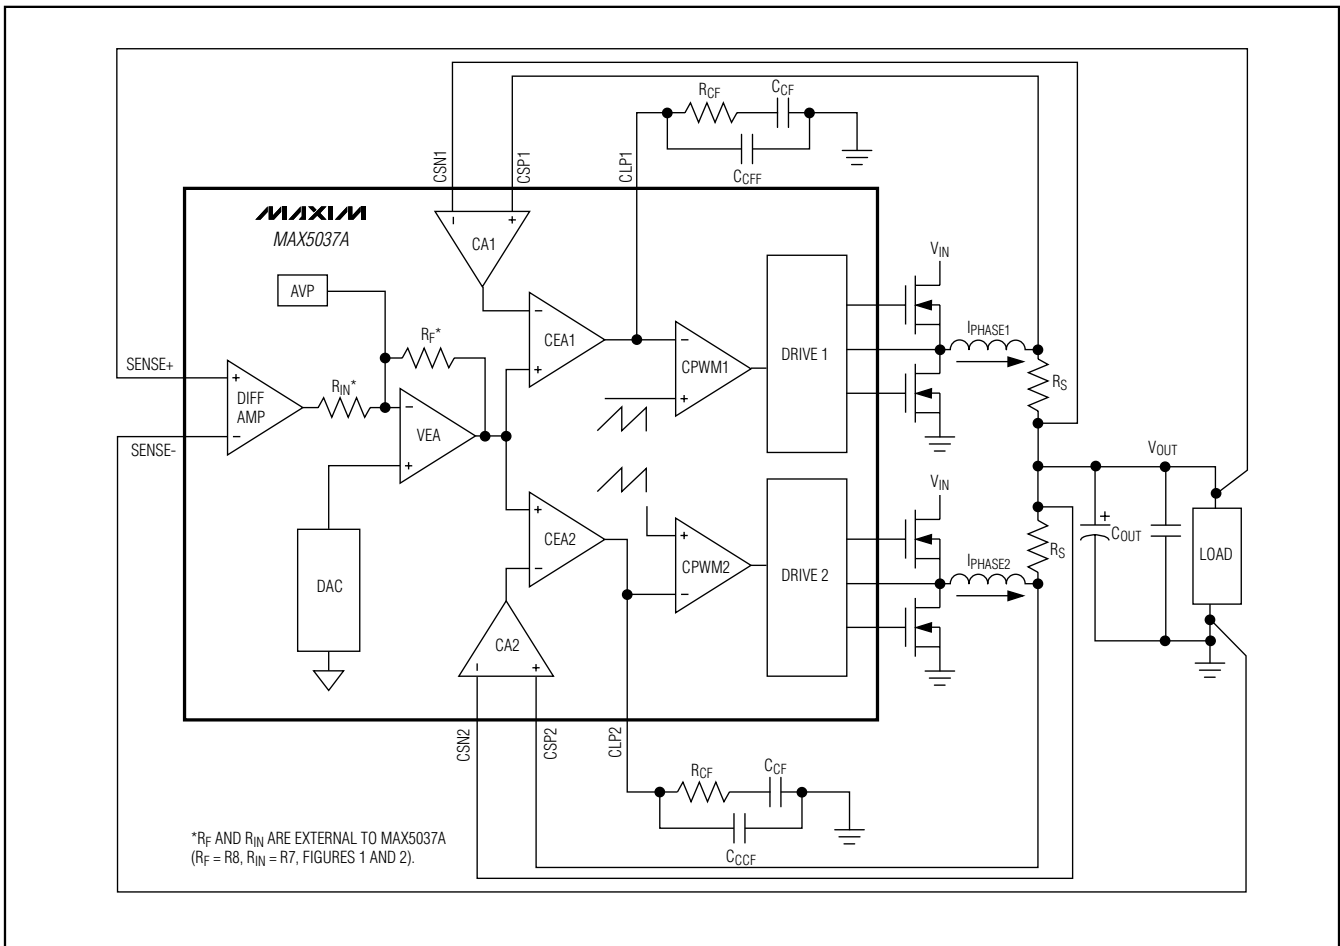 RCF
CCF
CCFF
CSN1
CSP1
CLP1
MAXIM
MAX5037A
CA1
AVP
RF*
CEA1
CPWM1
DRIVE 1
VIN
IPHASE1
RS
SENSE+
SENSE-
DIFF
AMP
RIN*
VEA
VOUT
DAC
CEA2
CPWM2
DRIVE 2
VIN
IPHASE2
RS
COUT
LOAD
CA2
CSN2
CSP2
CLP2
RCF
CCF
CCCF
*RF AND RIN ARE EXTERNAL TO MAX5037A
(RF = R8, RIN = R7, FIGURES 1 AND 2).